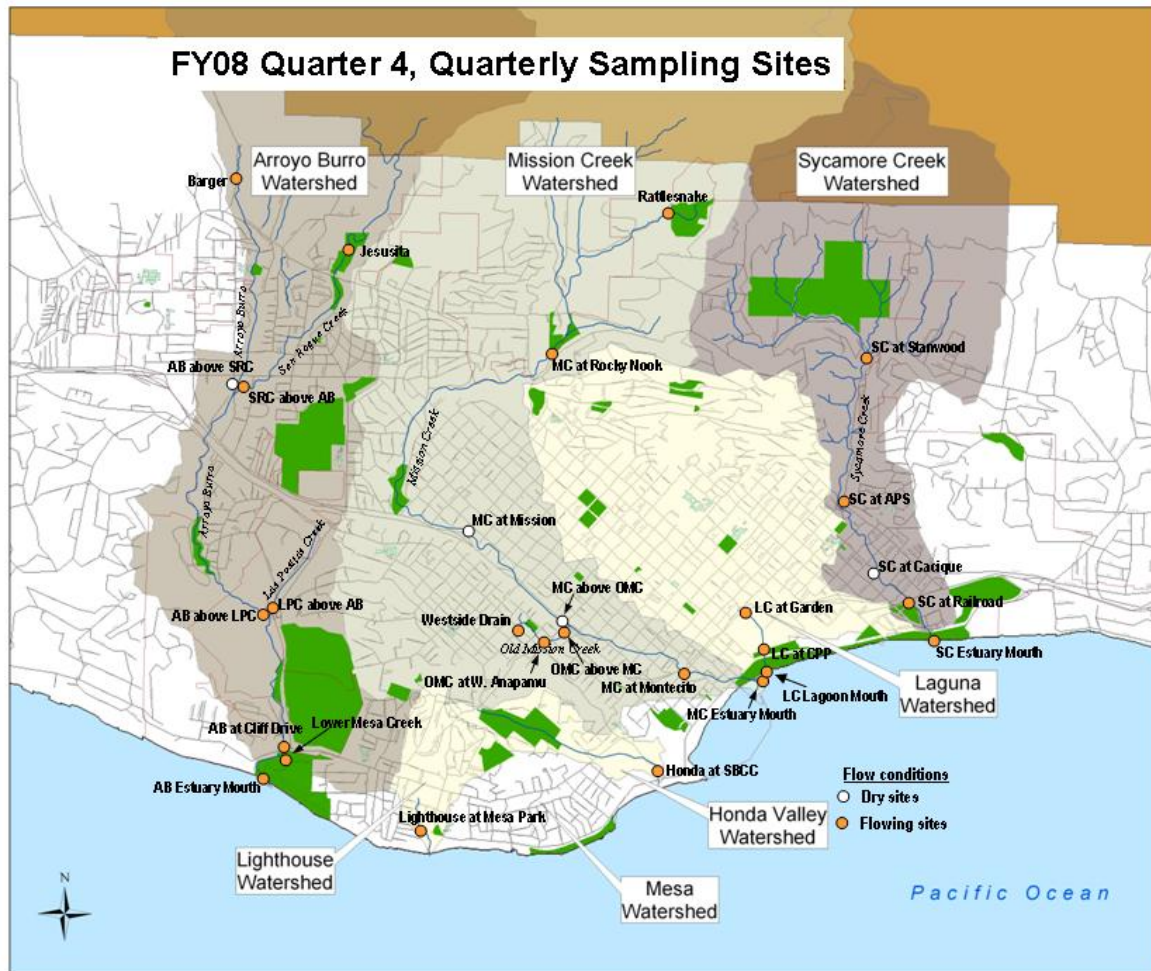 FY08 Quarter 4, Quarterly Sampling Sites
Arroyo Burro
Watershed
Mission Creek
Watershed
Sycamore Creek
Watershed
Barger
Rattlesnake
Jesusita
Arroyo Burro
San Roque Creek
AB above SRC
SRC above AB
MC at Rocky Nook
SC at Stanwood
Mission Creek
Sycamore Creek
Arroyo Burro
SC at APS
MC at Mission
Las Positas Creek
SC at Cacique
MC above OMC
LC at Garden
SC at Railroad
AB above LPC
LPC above AB
Westside Drain
Old Mission Creek
SC Estuary Mouth
OMC above MC
LC at CPP
OMC at W. Anapamu
MC at Montecito
LC Lagoon Mouth
Laguna
Watershed
MC Estuary Mouth
AB at Cliff Drive
Lower Mesa Creek
AB Estuary Mouth
Honda at SBCC
Flow conditions
Dry sites
Flowing sites
Honda Valley
Watershed
Lighthouse at Mesa Park
Lighthouse
Watershed
Mesa
Watershed
N
Pacific Ocean